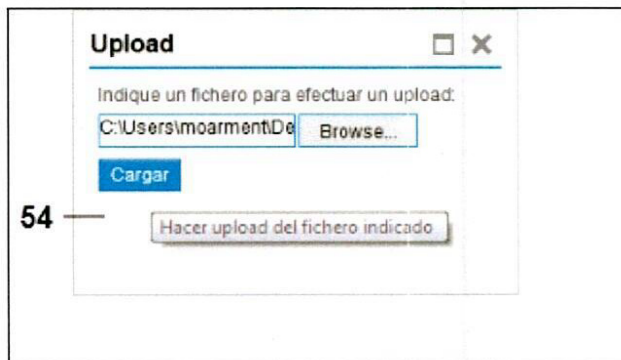 Upload
Indique un fichero para efectuar un upload:
C:\Users\moarment\De Browse...
Cargar
54
Hacer upload del fichero indicado